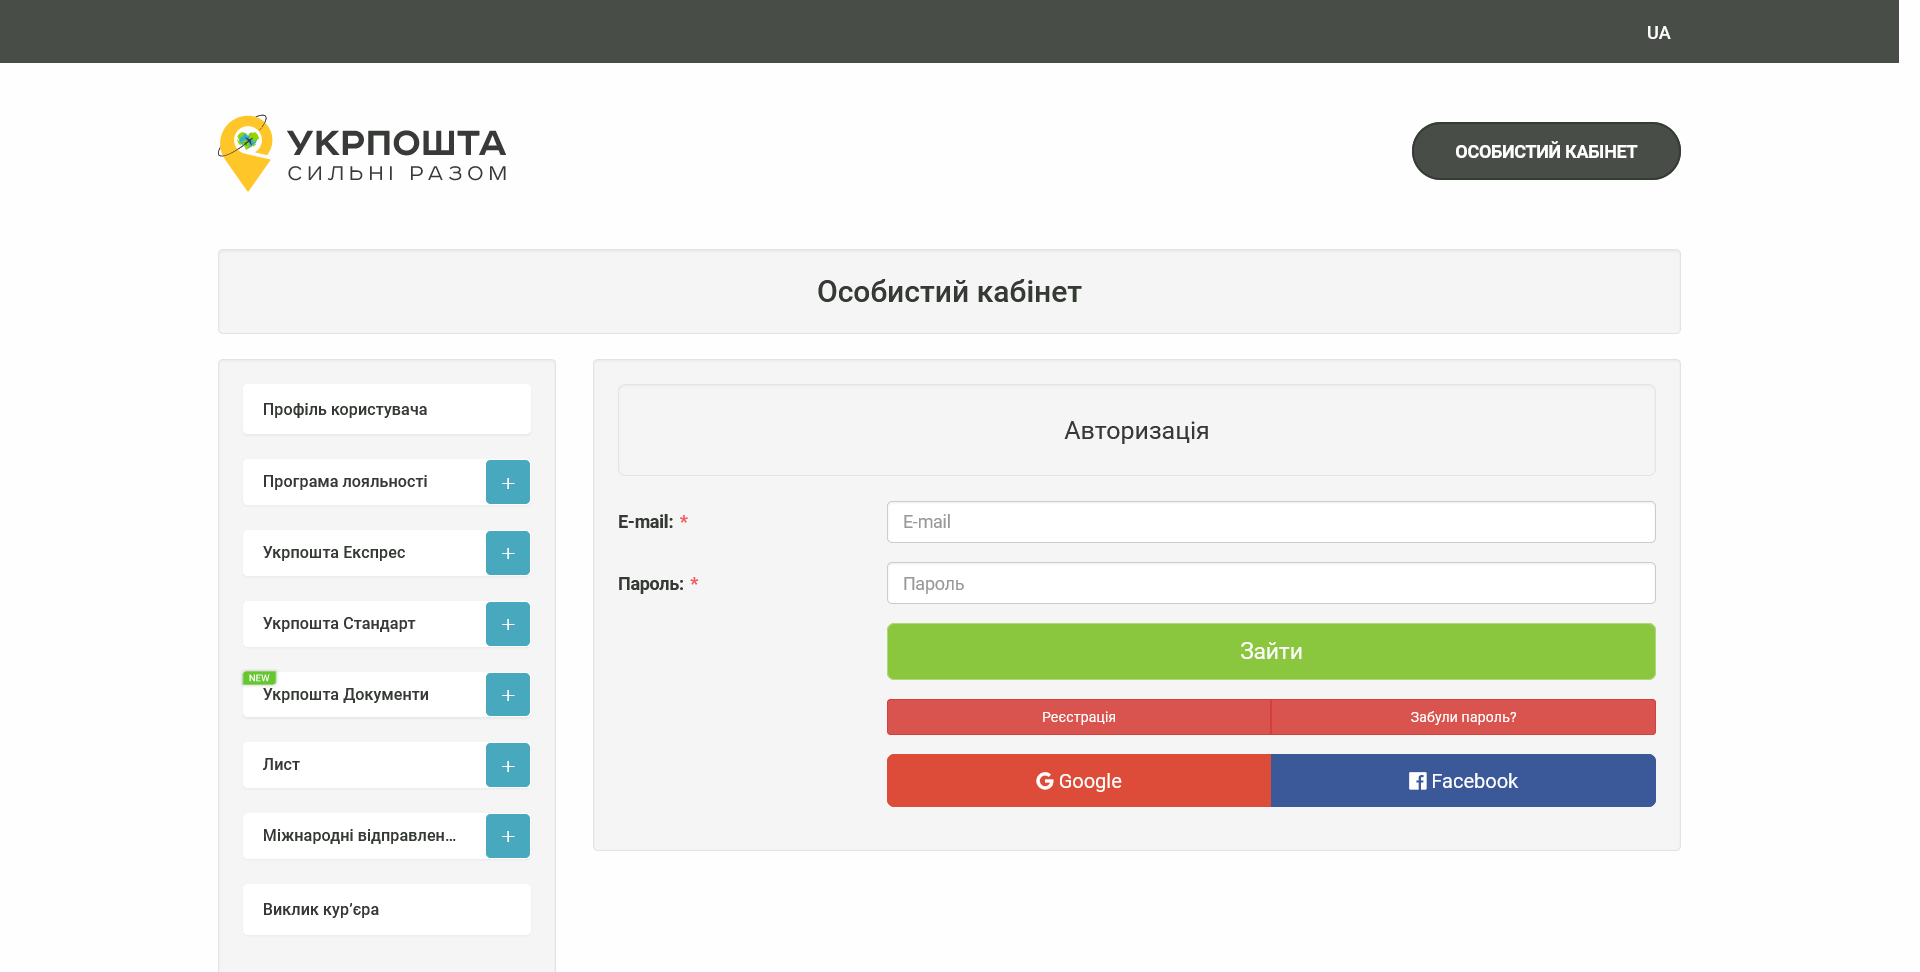 UA
УКРПОШТА
СИЛЬНІ РАЗОМ
ОСОБИСТИЙ КАБІНЕТ
Особистий кабінет
Профіль користувача
Програма лояльності
Укрпошта Експрес
Укрпошта Стандарт
NEW
Укрпошта Документи
Лист
Міжнародні відправлен...
Виклик кур’єра
Авторизація
E-mail: *
E-mail
Пароль: *
Пароль
Зайти
Реєстрація
Забули пароль?
Google
Facebook